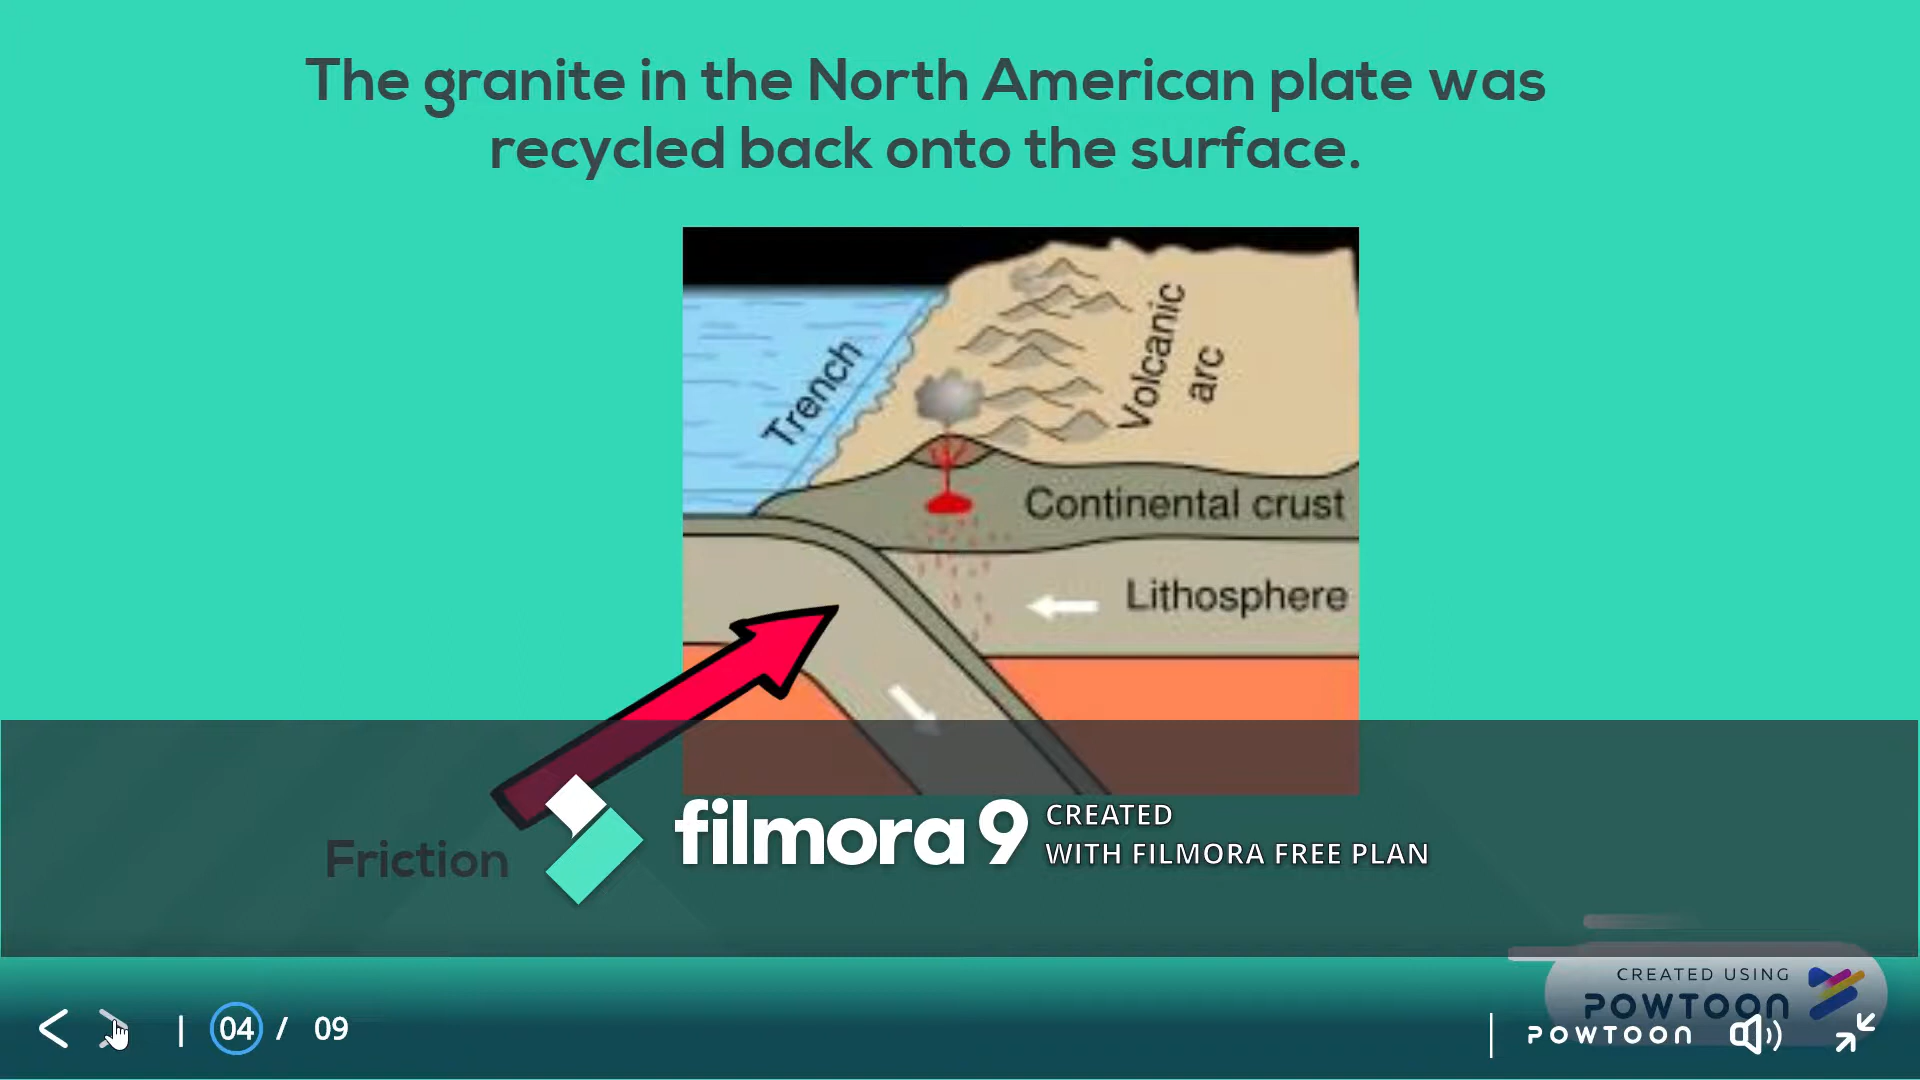 The granite in the North American plate was
recycled back onto the surface.
Trench
Volcanic
arc
Continental crust
Lithosphere
Friction
filmora 9
CREATED
WITH FILMORA FREE PLAN
CREATED USING
POWTOON
04 / 09
POWTOON